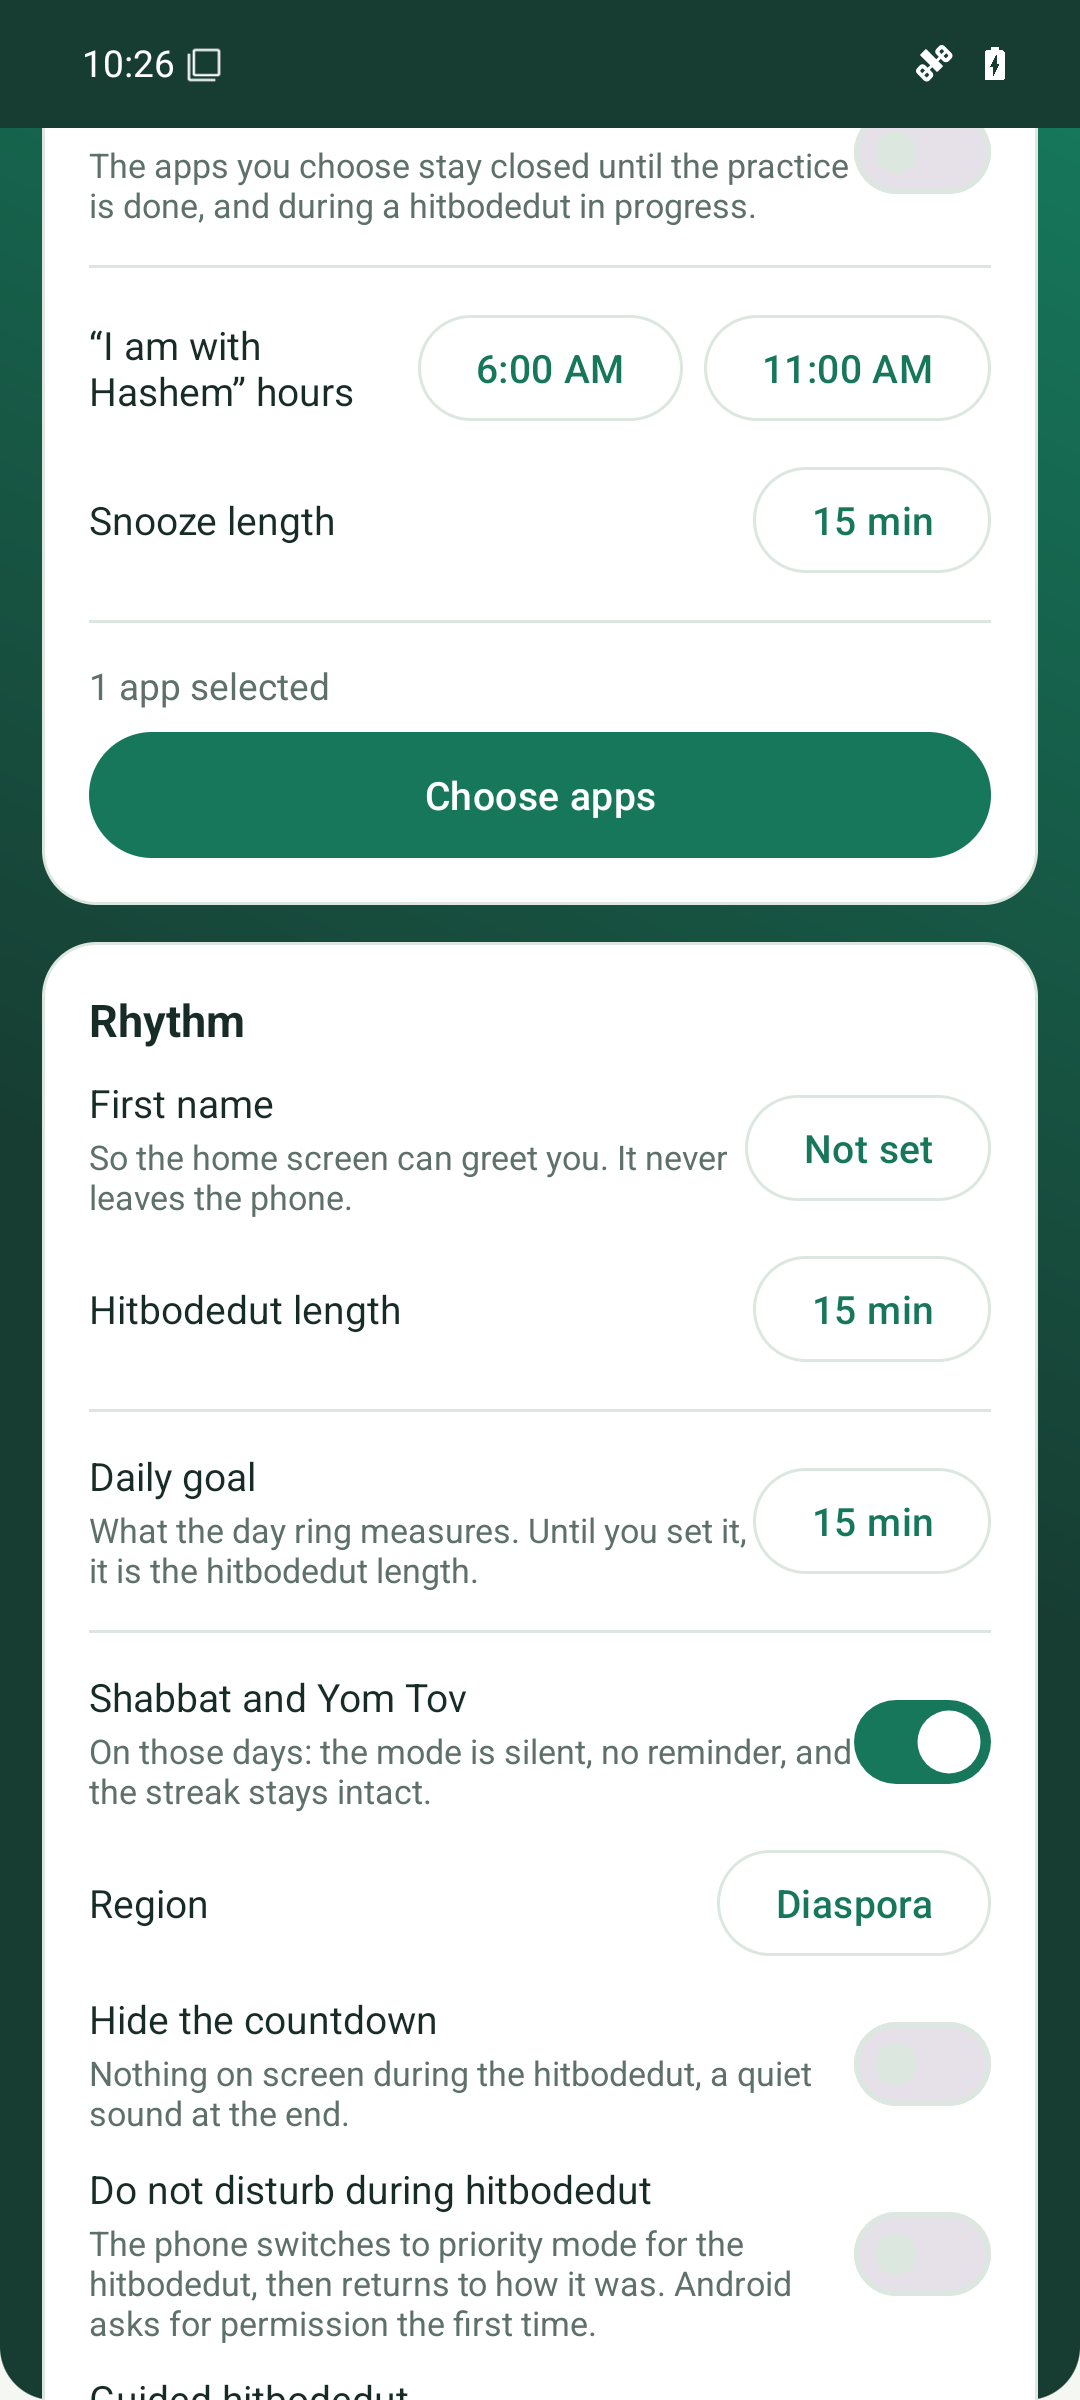 10:26
The apps you choose stay closed until the practice
is done, and during a hitbodedut in progress.
“I am with
Hashem” hours
6:00 AM
11:00 AM
Snooze length
15 min
1 app selected
Choose apps
Rhythm
First name
So the home screen can greet you. It never
leaves the phone.
Not set
Hitbodedut length
15 min
Daily goal
What the day ring measures. Until you set it,
it is the hitbodedut length.
15 min
Shabbat and Yom Tov
On those days: the mode is silent, no reminder, and
the streak stays intact.
Region
Diaspora
Hide the countdown
Nothing on screen during the hitbodedut, a quiet
sound at the end.
Do not disturb during hitbodedut
The phone switches to priority mode for the
hitbodedut, then returns to how it was. Android
asks for permission the first time.
Guided hitbodedut